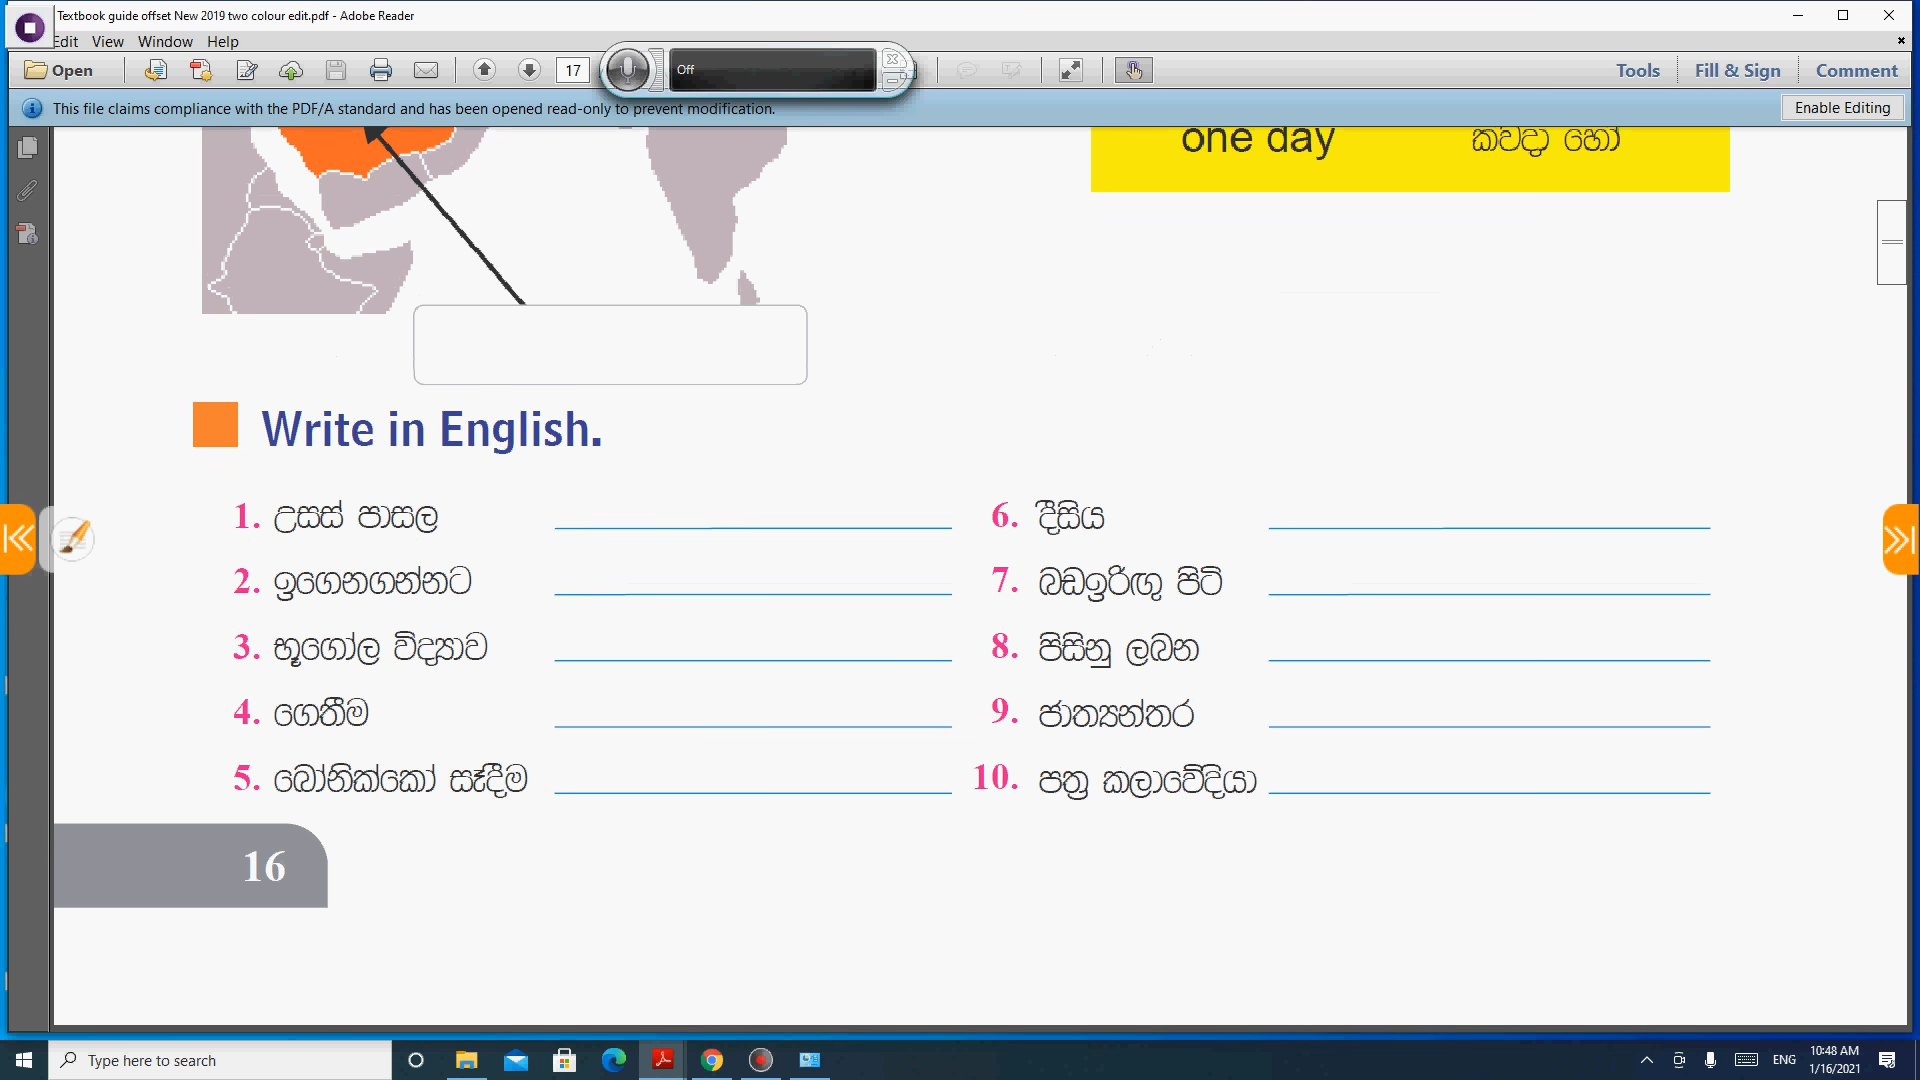 Textbook guide offset New 2019 two colour edit.pdf - Adobe Reader
Edit View Window Help
Open 17 Off Tools Fill & Sign Comment
This file claims compliance with the PDF/A standard and has been opened read-only to prevent modification. Enable Editing
one day කවදා හෝ
Write in English.
1. උසස් පාසල
2. ඉගෙනගන්නට
3. භූගෝල විද්‍යාව
4. ගෙතීම
5. බෝනික්කෝ සෑදීම
6. දීසිය
7. බඩඉරිඟු පිටි
8. පිසිනු ලබන
9. ජාත්‍යන්තර
10. පත්‍ර කලාවේදියා
16
Type here to search ENG 10:48 AM
1/16/2021